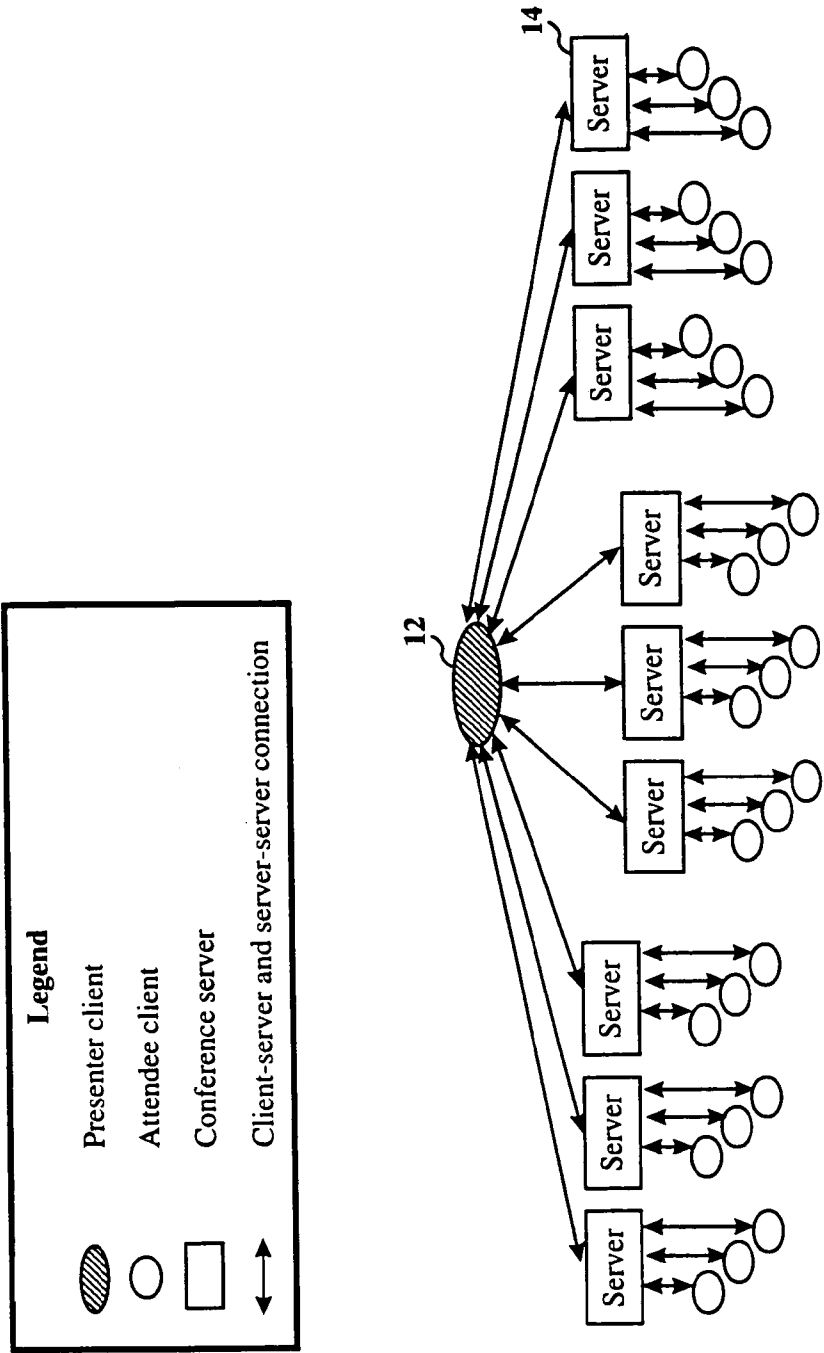 Legend
Presenter client
Attendee client
Conference server
Client-server and server-server connection
12
14
Server
Server
Server
Server
Server
Server
Server
Server
Server